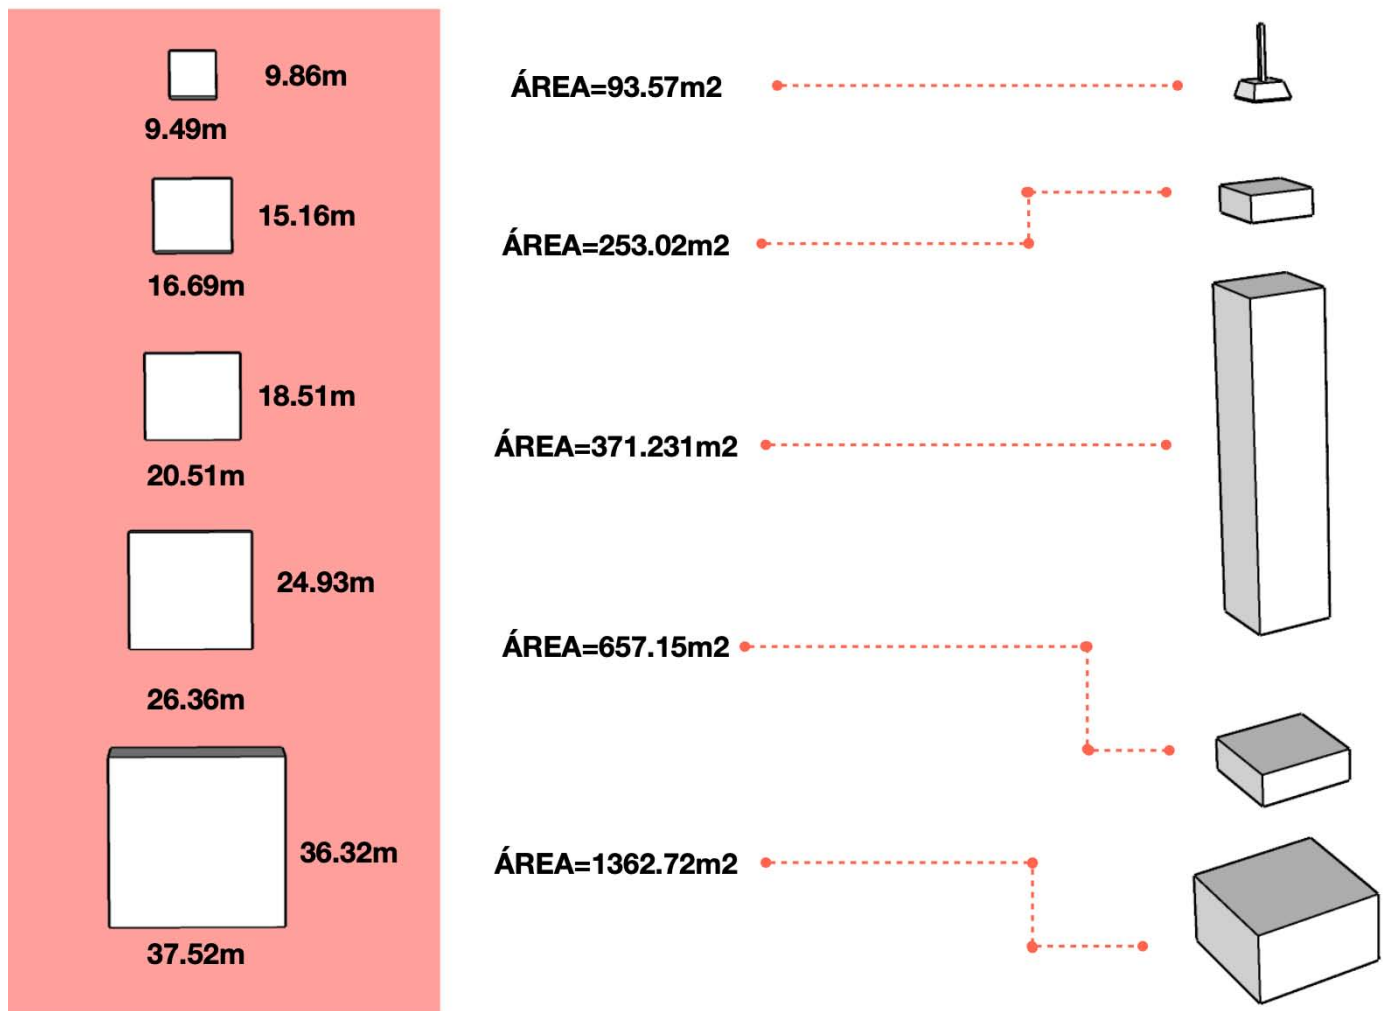 9.86m
ÁREA=93.57m2
9.49m
15.16m
ÁREA=253.02m2
16.69m
18.51m
ÁREA=371.231m2
20.51m
24.93m
ÁREA=657.15m2
26.36m
36.32m
ÁREA=1362.72m2
37.52m